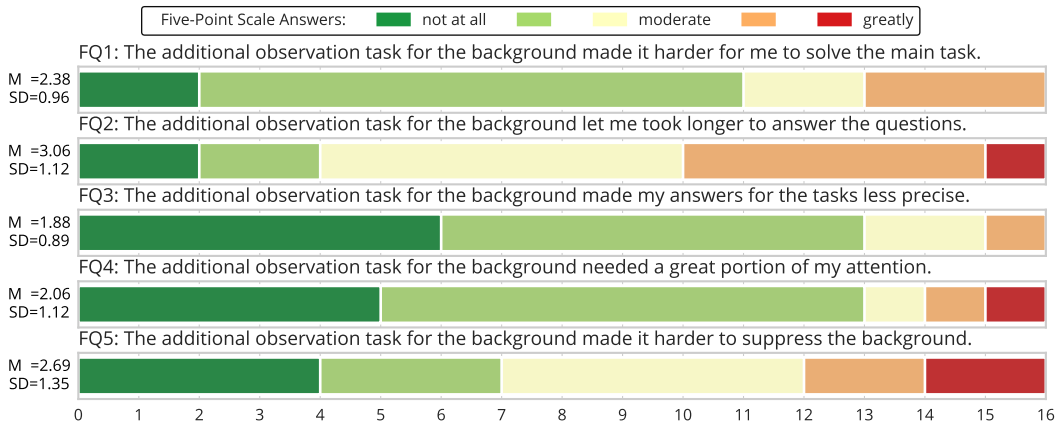 Five-Point Scale Answers: not at all moderate greatly
FQ1: The additional observation task for the background made it harder for me to solve the main task.
M =2.38
SD=0.96
FQ2: The additional observation task for the background let me took longer to answer the questions.
M =3.06
SD=1.12
FQ3: The additional observation task for the background made my answers for the tasks less precise.
M =1.88
SD=0.89
FQ4: The additional observation task for the background needed a great portion of my attention.
M =2.06
SD=1.12
FQ5: The additional observation task for the background made it harder to suppress the background.
M =2.69
SD=1.35
0 1 2 3 4 5 6 7 8 9 10 11 12 13 14 15 16